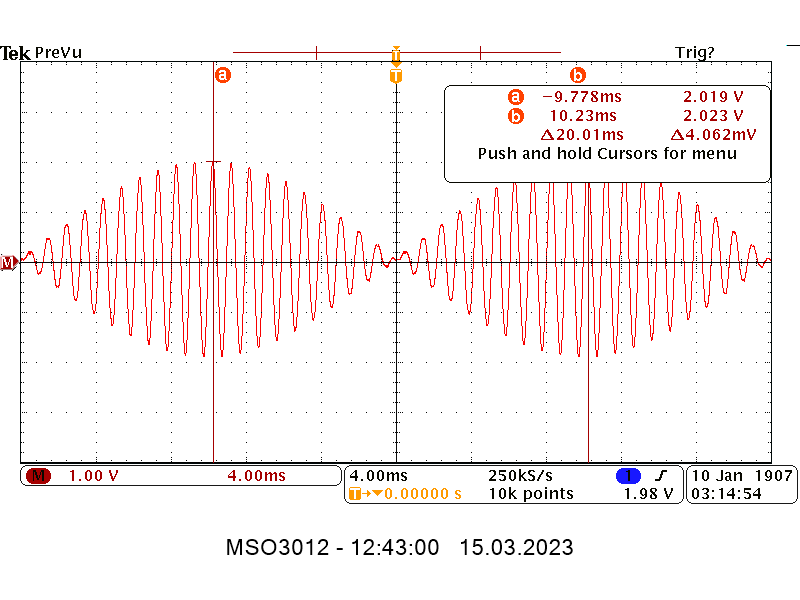 Tek PreVu Trig?
a b
T
a −9.778ms 2.019 V
b 10.23ms 2.023 V
Δ20.01ms Δ4.062mV
Push and hold Cursors for menu
M
M 1.00 V 4.00ms 4.00ms 250kS/s 1 10 Jan 1907
T→▼0.00000 s 10k points 1.98 V 03:14:54
MSO3012 - 12:43:00 15.03.2023